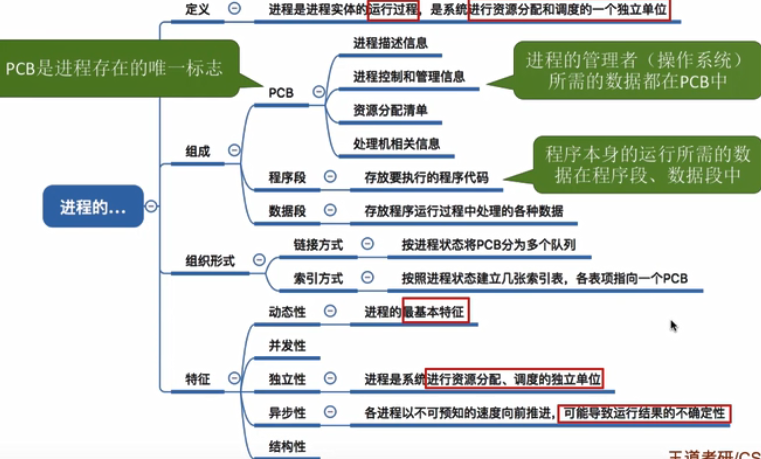 定义
进程是进程实体的运行过程，是系统进行资源分配和调度的一个独立单位
PCB是进程存在的唯一标志
进程描述信息
进程控制和管理信息
进程的管理者（操作系统）
所需的数据都在PCB中
PCB
资源分配清单
处理机相关信息
组成
程序段
存放要执行的程序代码
程序本身的运行所需的数
据在程序段、数据段中
数据段
存放程序运行过程中处理的各种数据
进程的...
组织形式
链接方式
按进程状态将PCB分为多个队列
索引方式
按照进程状态建立几张索引表，各表项指向一个PCB
动态性
进程的最基本特征
并发性
特征
独立性
进程是系统进行资源分配、调度的独立单位
异步性
各进程以不可预知的速度向前推进，可能导致运行结果的不确定性
结构性
王道考研/CS